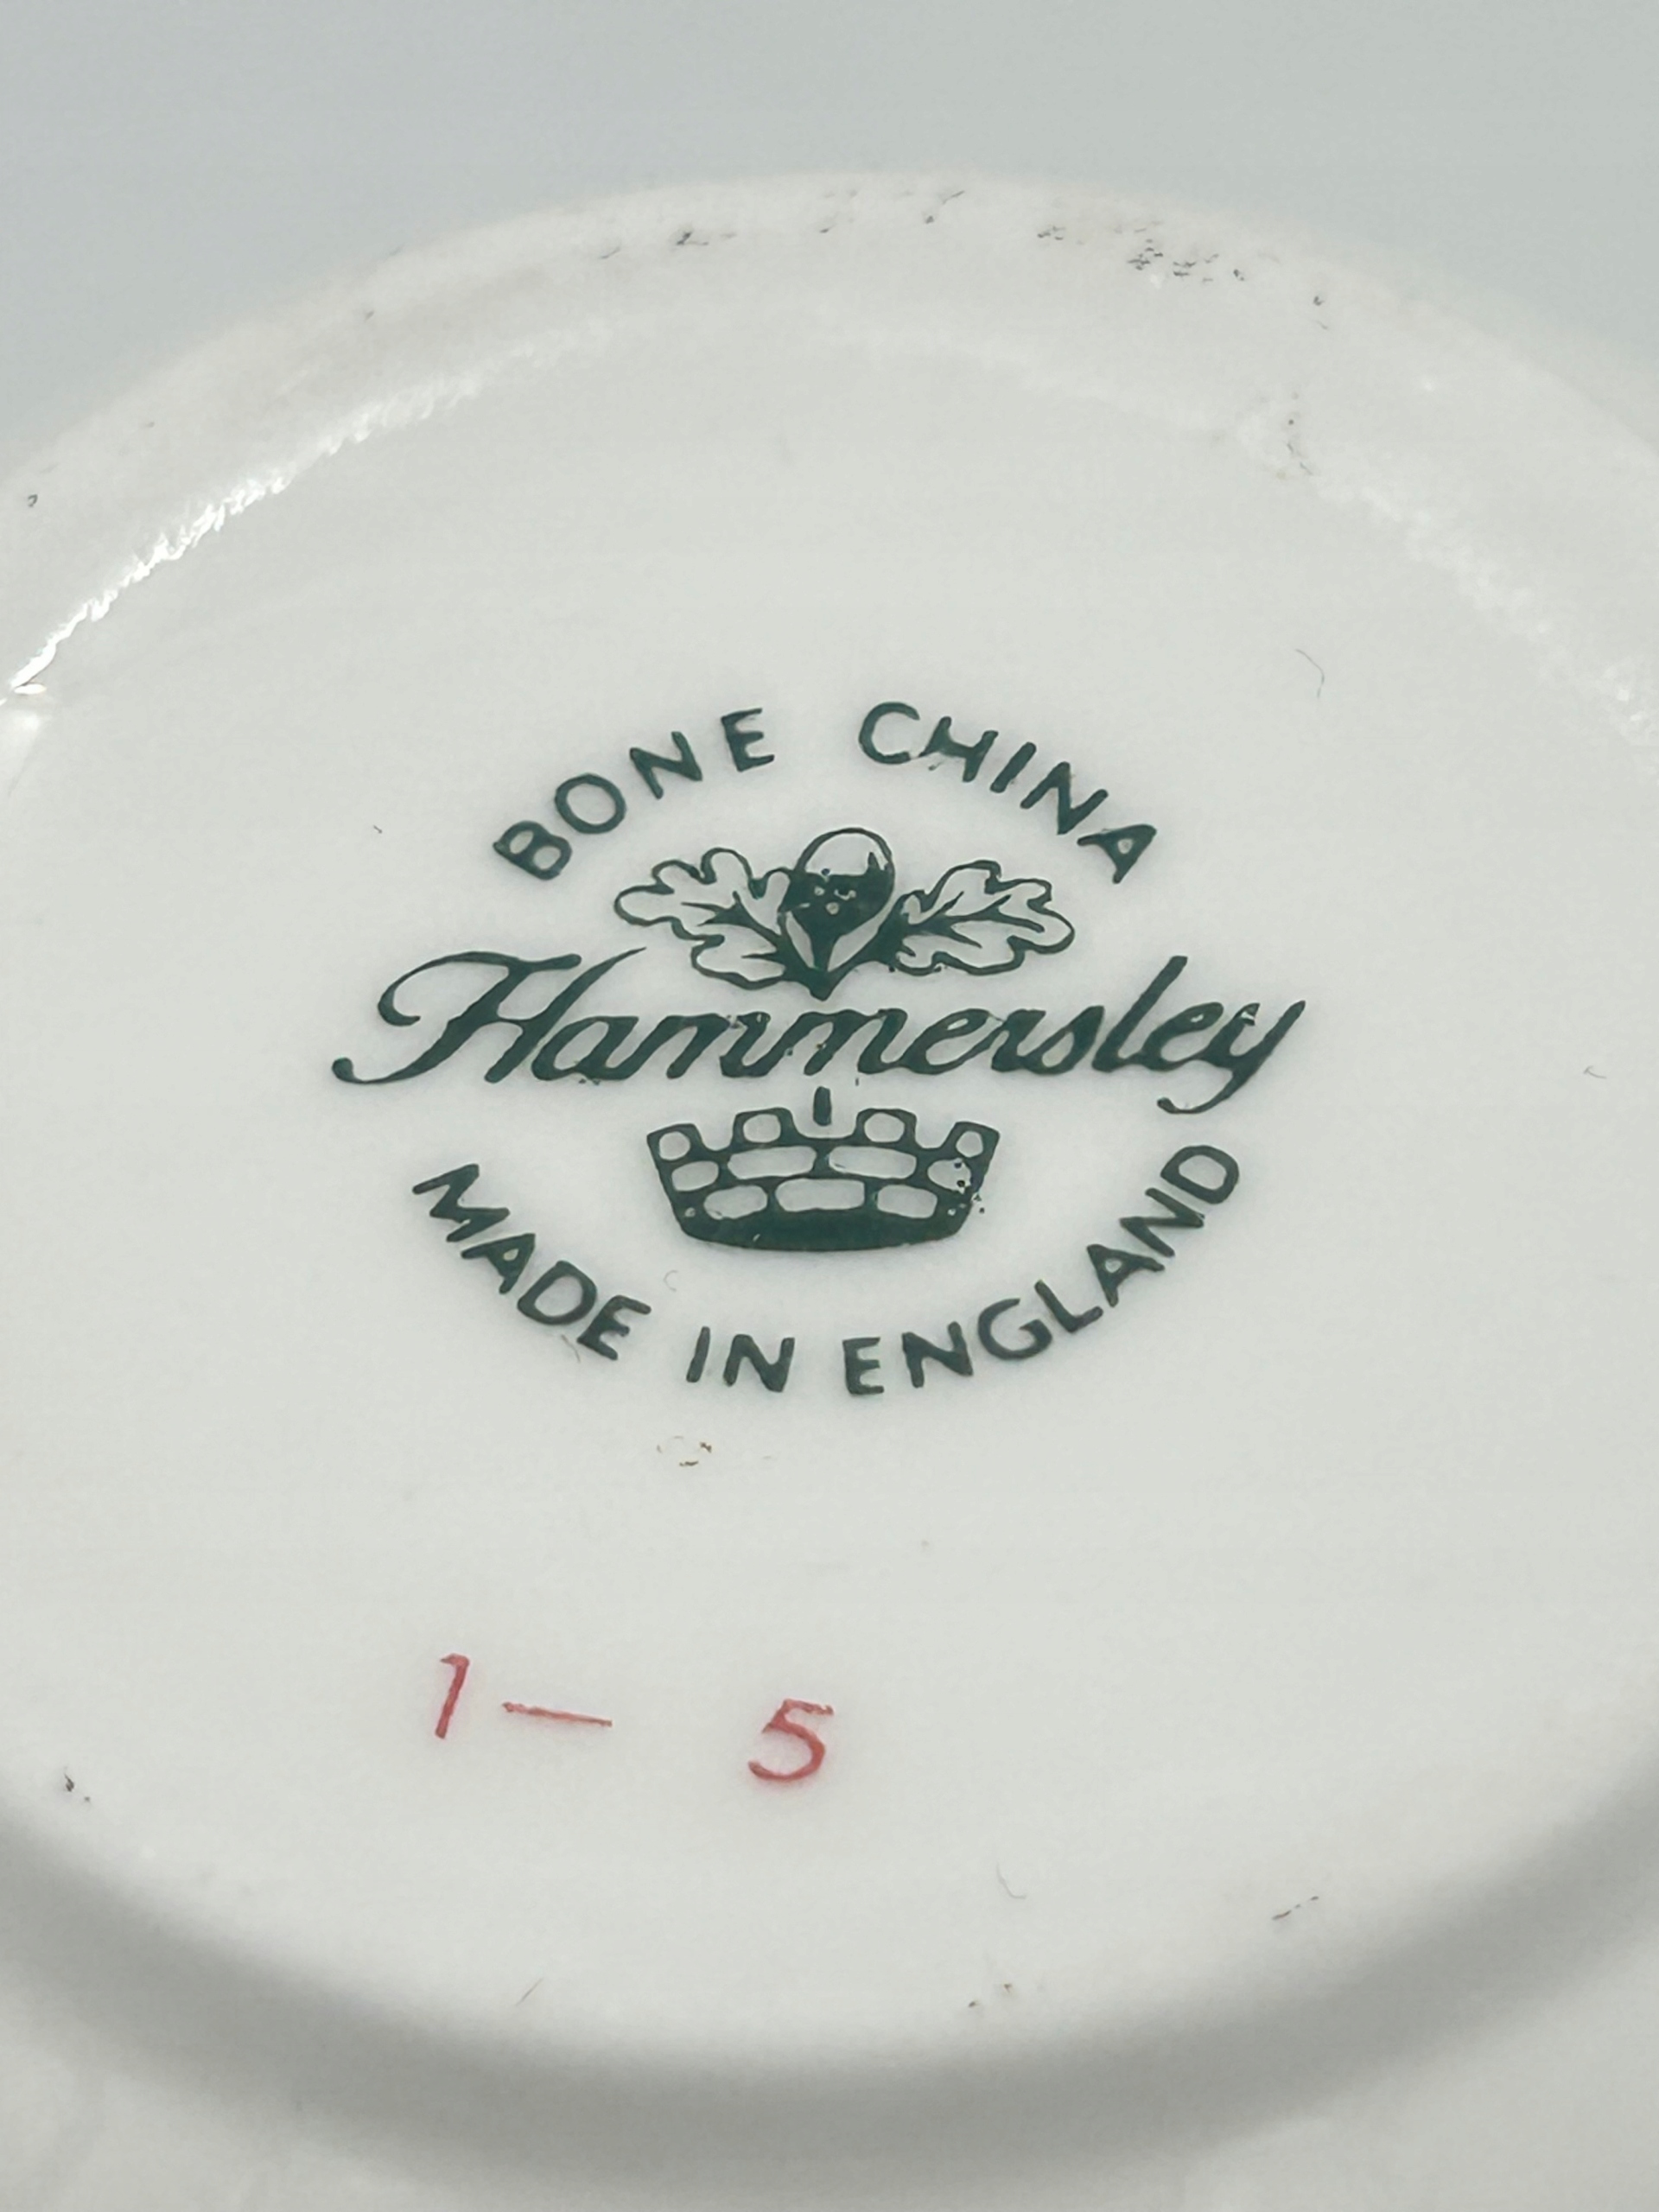 BONE CHINA
Hammersley
MADE IN ENGLAND
1— 5